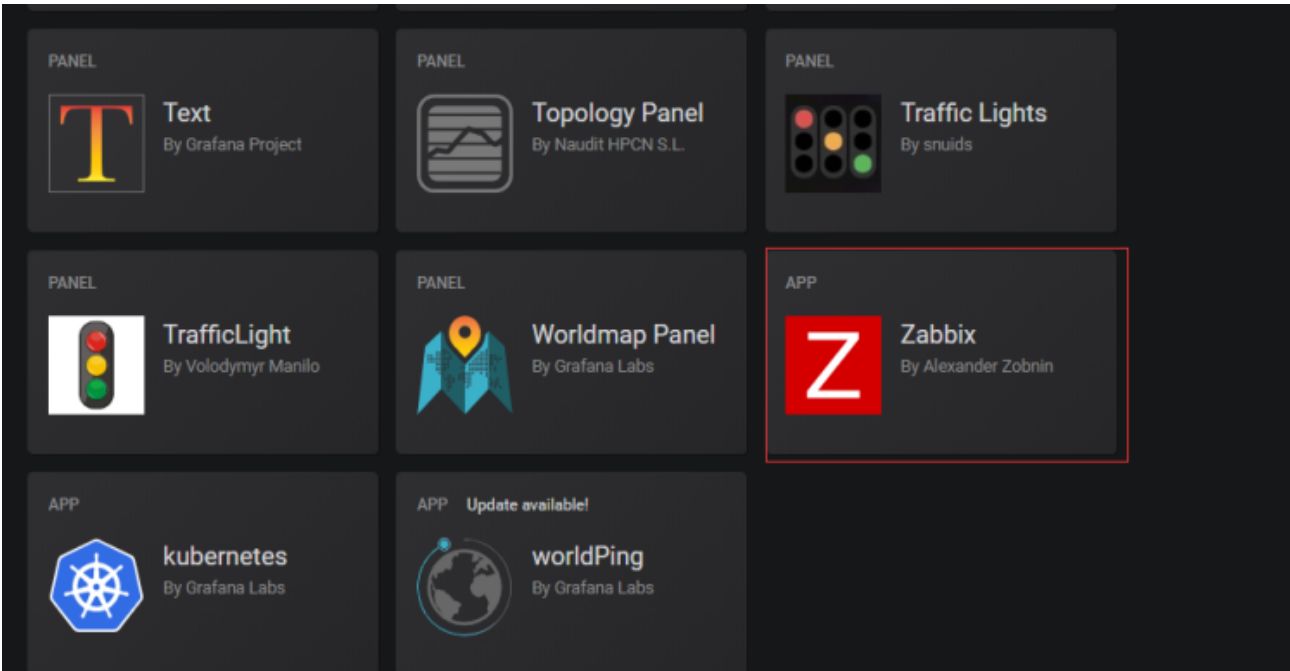 PANEL
T
Text
By Grafana Project
PANEL
Topology Panel
By Naudit HPCN S.L.
PANEL
Traffic Lights
By snuids
PANEL
TrafficLight
By Volodymyr Manilo
PANEL
Worldmap Panel
By Grafana Labs
APP
Z
Zabbix
By Alexander Zobnin
APP
kubernetes
By Grafana Labs
APP Update available!
worldPing
By Grafana Labs